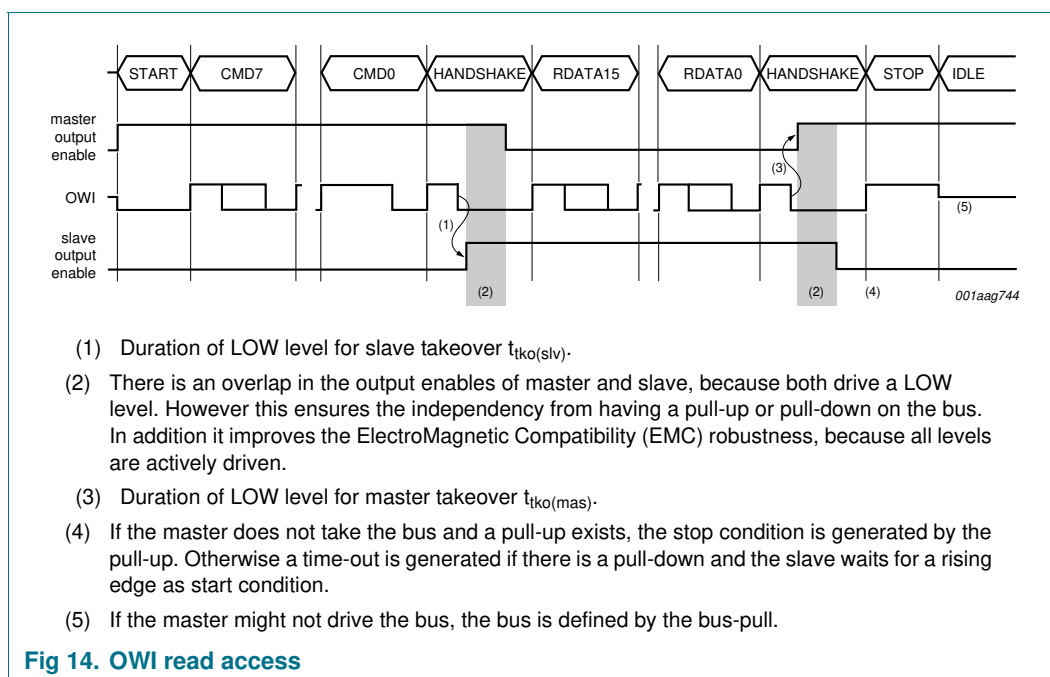 START CMD7 CMD0 HANDSHAKE RDATA15 RDATA0 HANDSHAKE STOP IDLE
master
output
enable
(3)
OWI
(1)
(5)
slave
output
enable
(2) (2) (4)
001aag744
(1) Duration of LOW level for slave takeover ttko(slv).
(2) There is an overlap in the output enables of master and slave, because both drive a LOW
level. However this ensures the independency from having a pull-up or pull-down on the bus.
In addition it improves the ElectroMagnetic Compatibility (EMC) robustness, because all levels
are actively driven.
(3) Duration of LOW level for master takeover ttko(mas).
(4) If the master does not take the bus and a pull-up exists, the stop condition is generated by the
pull-up. Otherwise a time-out is generated if there is a pull-down and the slave waits for a rising
edge as start condition.
(5) If the master might not drive the bus, the bus is defined by the bus-pull.
Fig 14. OWI read access